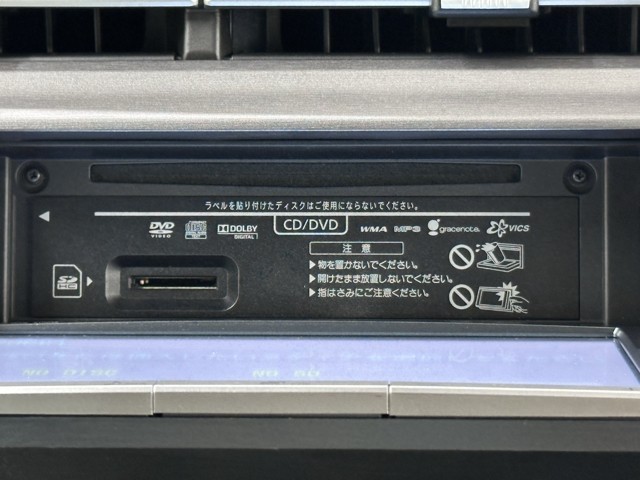 ラベルを貼り付けたディスクはご使用にならないでください。
DVD VIDEO DOLBY DIGITAL CD/DVD WMA MP3 gracenote. VICS
注 意
▶物を置かないでください。
▶開けたまま放置しないでください。
▶指はさみにご注意ください。
SD HC
NO DISC NO SD